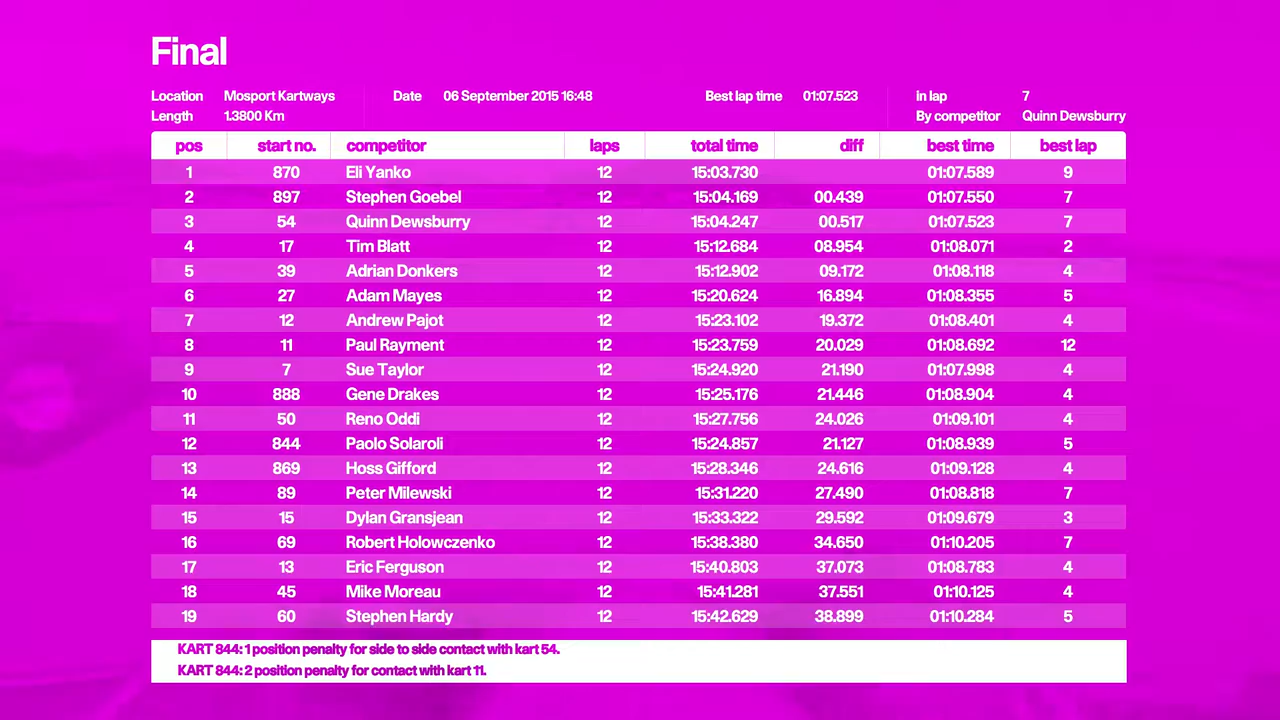 Final
Location Mosport Kartways Date 06 September 2015 16:48 Best lap time 01:07.523 in lap 7
Length 1.3800 Km By competitor Quinn Dewsburry
pos start no. competitor laps total time diff best time best lap
1 870 Eli Yanko 12 15:03.730 01:07.589 9
2 897 Stephen Goebel 12 15:04.169 00.439 01:07.550 7
3 54 Quinn Dewsburry 12 15:04.247 00.517 01:07.523 7
4 17 Tim Blatt 12 15:12.684 08.954 01:08.071 2
5 39 Adrian Donkers 12 15:12.902 09.172 01:08.118 4
6 27 Adam Mayes 12 15:20.624 16.894 01:08.355 5
7 12 Andrew Pajot 12 15:23.102 19.372 01:08.401 4
8 11 Paul Rayment 12 15:23.759 20.029 01:08.692 12
9 7 Sue Taylor 12 15:24.920 21.190 01:07.998 4
10 888 Gene Drakes 12 15:25.176 21.446 01:08.904 4
11 50 Reno Oddi 12 15:27.756 24.026 01:09.101 4
12 844 Paolo Solaroli 12 15:24.857 21.127 01:08.939 5
13 869 Hoss Gifford 12 15:28.346 24.616 01:09.128 4
14 89 Peter Milewski 12 15:31.220 27.490 01:08.818 7
15 15 Dylan Gransjean 12 15:33.322 29.592 01:09.679 3
16 69 Robert Holowczenko 12 15:38.380 34.650 01:10.205 7
17 13 Eric Ferguson 12 15:40.803 37.073 01:08.783 4
18 45 Mike Moreau 12 15:41.281 37.551 01:10.125 4
19 60 Stephen Hardy 12 15:42.629 38.899 01:10.284 5
KART 844: 1 position penalty for side to side contact with kart 54.
KART 844: 2 position penalty for contact with kart 11.